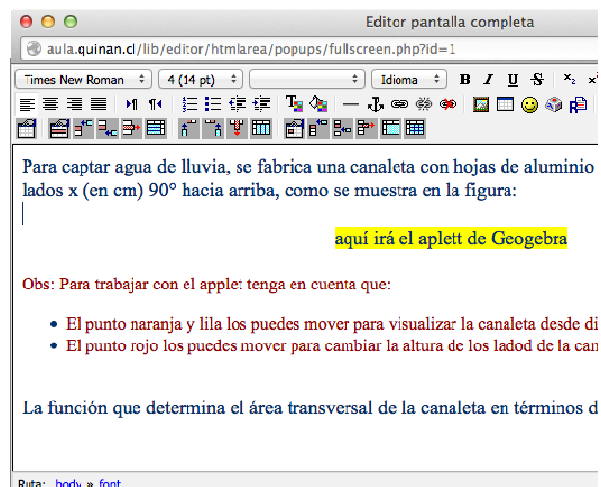 Editor pantalla completa
aula.quinan.cl/lib/editor/htmlarea/popups/fullscreen.php?id=1
Times New Roman 4 (14 pt) Idioma B I U S x₂ x
Para captar agua de lluvia, se fabrica una canaleta con hojas de aluminio
lados x (en cm) 90° hacia arriba, como se muestra en la figura:
aquí irá el aplett de Geogebra
Obs: Para trabajar con el applet tenga en cuenta que:
• El punto naranja y lila los puedes mover para visualizar la canaleta desde di
• El punto rojo los puedes mover para cambiar la altura de los ladod de la can
La función que determina el área transversal de la canaleta en términos d
Ruta: body » font